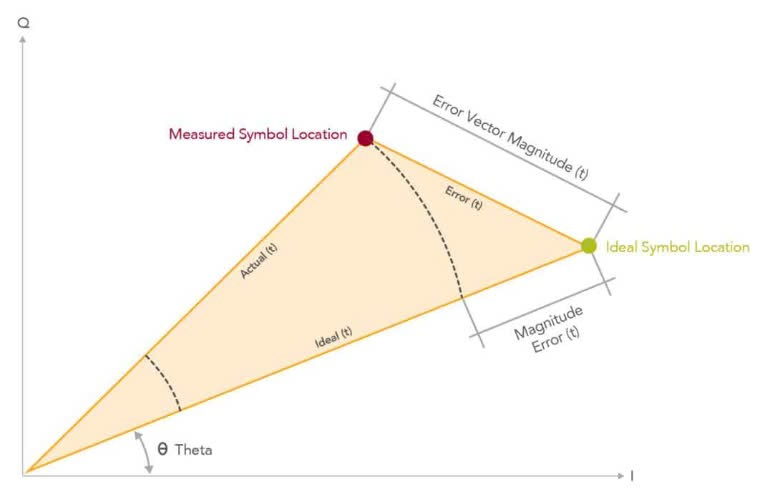 Q
Error Vector Magnitude (t)
Measured Symbol Location
Error (t)
Ideal Symbol Location
Actual (t)
Magnitude
Error (t)
Ideal (t)
θ Theta
I